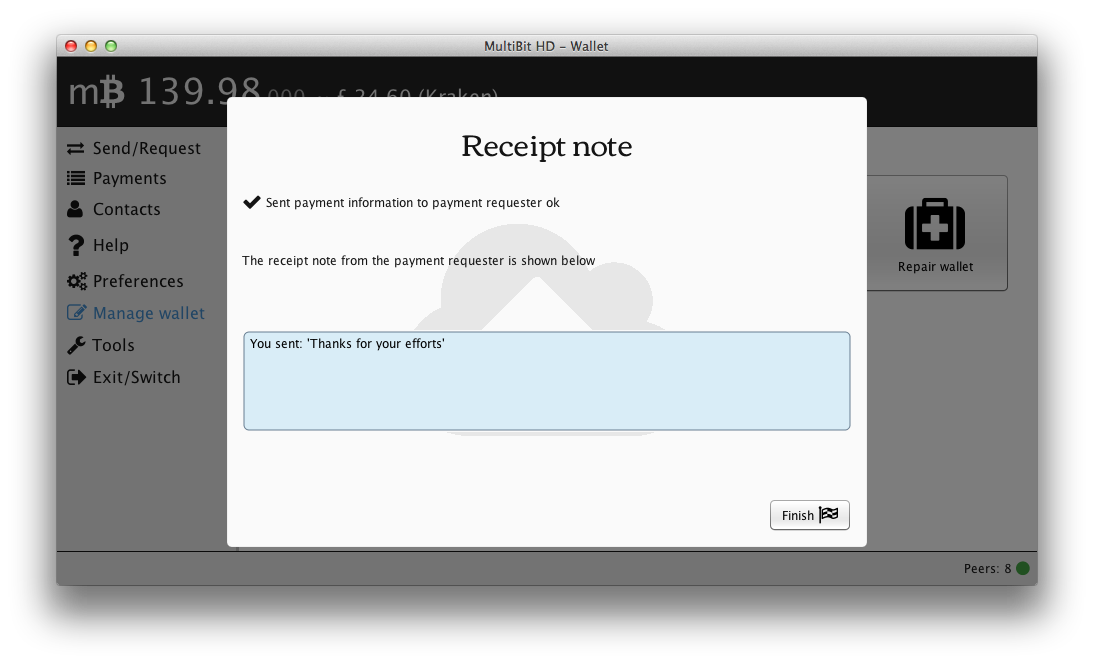 MultiBit HD – Wallet
mɃ 139.98
Send/Request
Payments
Contacts
Help
Preferences
Manage wallet
Tools
Exit/Switch
Receipt note
Sent payment information to payment requester ok
The receipt note from the payment requester is shown below
You sent: 'Thanks for your efforts'
Finish
Repair wallet
Peers: 8